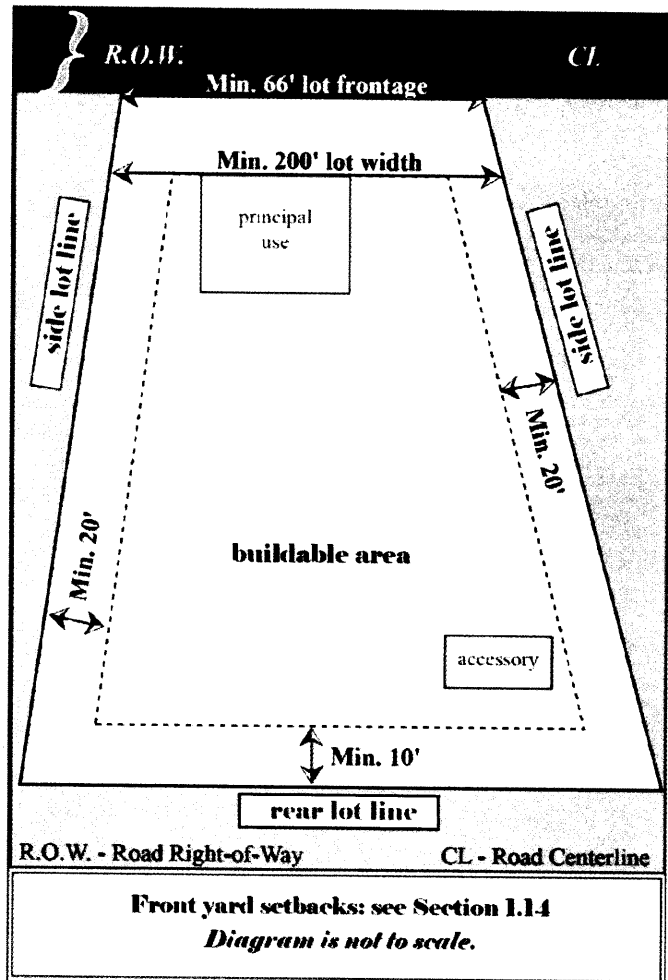 R.O.W. CL
Min. 66' lot frontage
Min. 200' lot width
principal
use
side lot line
side lot line
Min. 20'
Min. 20'
buildable area
accessory
Min. 10'
rear lot line
R.O.W. - Road Right-of-Way CL - Road Centerline
Front yard setbacks: see Section 1.14
Diagram is not to scale.